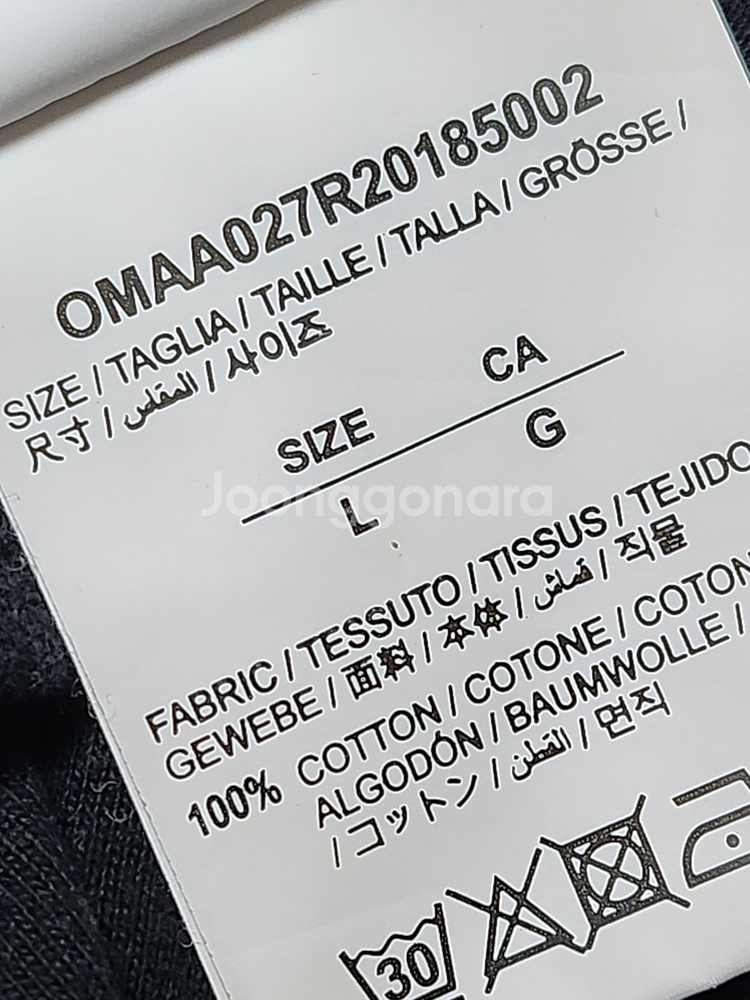 OMAA027R20185002
SIZE / TAGLIA / TAILLE / TALLA / GRÖSSE /
尺寸 / المقاس / 사이즈
SIZE CA
L G
Joonggonara
FABRIC / TESSUTO / TISSUS / TEJIDO
GEWEBE / 面料 / 本体 / قماش / 직물
100% COTTON / COTONE / COTON
ALGODÓN / BAUMWOLLE /
/ コットン / القطن / 면직
30